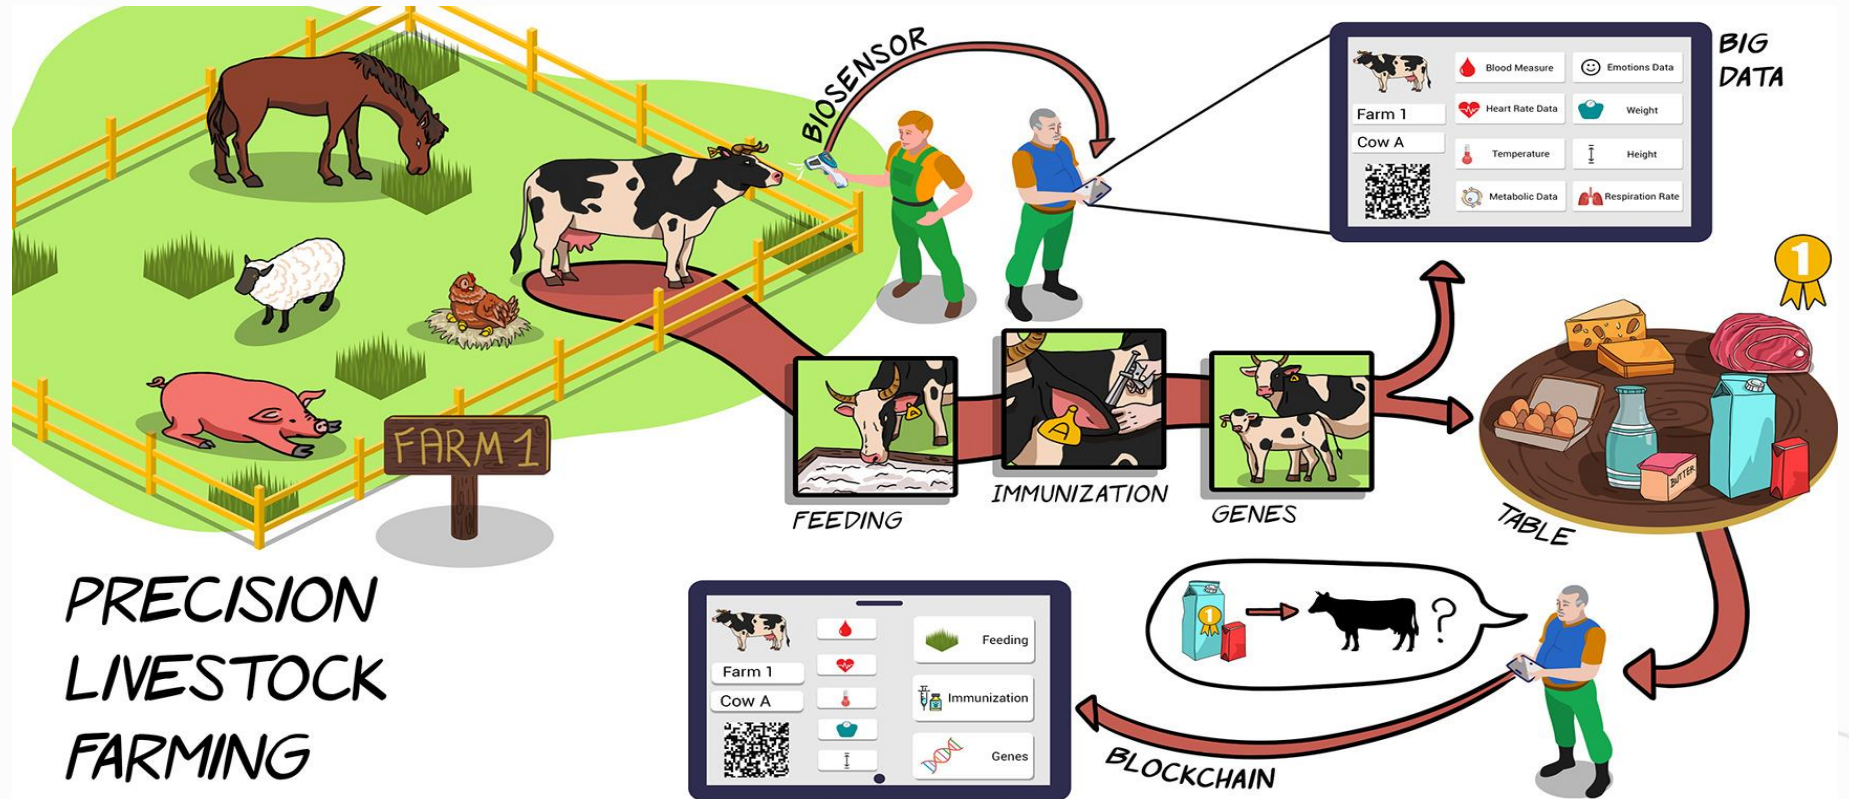 BIOSENSOR
BIG
DATA
Blood Measure
Emotions Data
Farm 1
Heart Rate Data
Weight
Cow A
Temperature
Height
Metabolic Data
Respiration Rate
1
A
FARM 1
FEEDING
IMMUNIZATION
GENES
BUTTER
TABLE
PRECISION
LIVESTOCK
FARMING
Farm 1
Cow A
Feeding
Immunization
Genes
1
?
BLOCKCHAIN